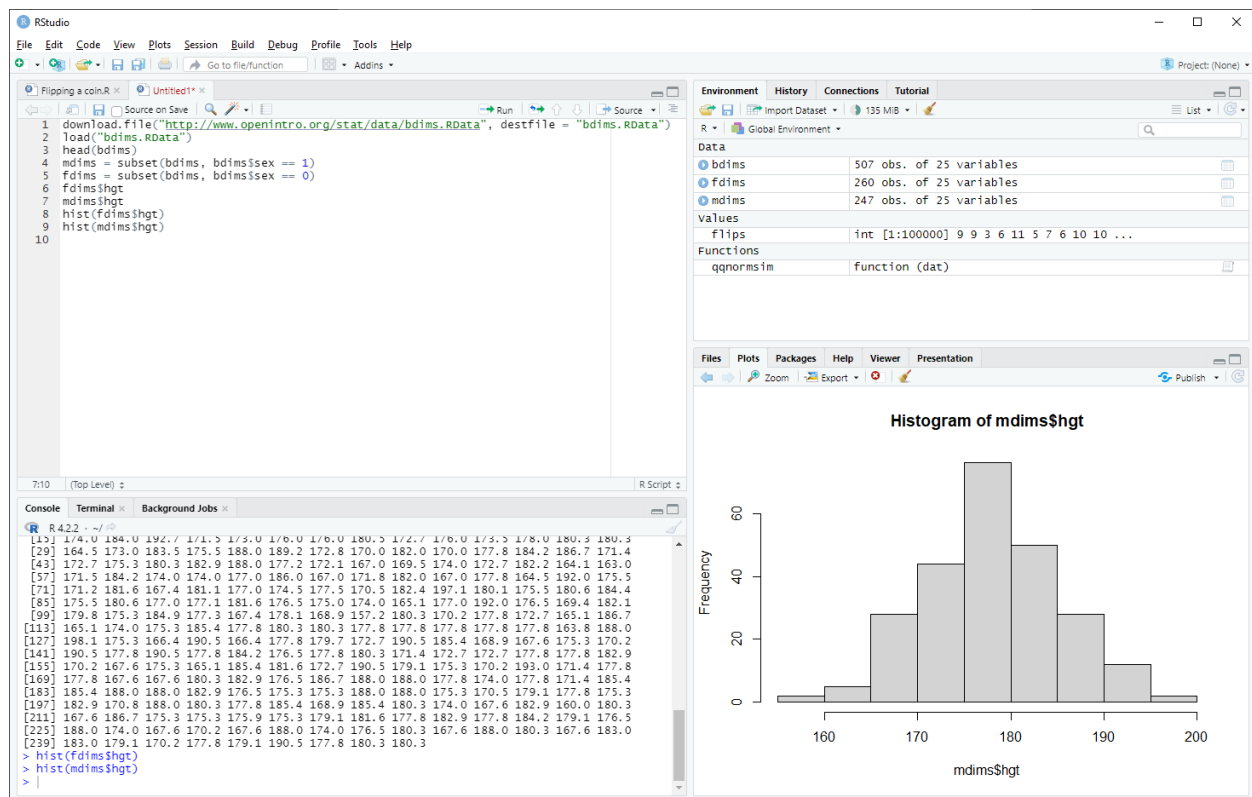 RStudio
File Edit Code View Plots Session Build Debug Profile Tools Help
Go to file/function Addins Project: (None)
Flipping a coin.R Untitled1*
Source on Save Run Source
1 download.file("http://www.openintro.org/stat/data/bdims.RData", destfile = "bdims.RData")
2 load("bdims.RData")
3 head(bdims)
4 mdims = subset(bdims, bdims$sex == 1)
5 fdims = subset(bdims, bdims$sex == 0)
6 fdims$hgt
7 mdims$hgt
8 hist(fdims$hgt)
9 hist(mdims$hgt)
10
7:10 (Top Level) R Script
Console Terminal Background Jobs
R 4.2.2 · ~/
[15] 174.0 184.0 192.7 171.5 173.0 176.0 176.0 180.5 172.7 176.0 173.5 178.0 180.3 180.3
[29] 164.5 173.0 183.5 175.5 188.0 189.2 172.8 170.0 182.0 170.0 177.8 184.2 186.7 171.4
[43] 172.7 175.3 180.3 182.9 188.0 177.2 172.1 167.0 169.5 174.0 172.7 182.2 164.1 163.0
[57] 171.5 184.2 174.0 174.0 177.0 186.0 167.0 171.8 182.0 167.0 177.8 164.5 192.0 175.5
[71] 171.2 181.6 167.4 181.1 177.0 174.5 177.5 170.5 182.4 197.1 180.1 175.5 180.6 184.4
[85] 175.5 180.6 177.0 177.1 181.6 176.5 175.0 174.0 165.1 177.0 192.0 176.5 169.4 182.1
[99] 179.8 175.3 184.9 177.3 167.4 178.1 168.9 157.2 180.3 170.2 177.8 172.7 165.1 186.7
[113] 165.1 174.0 175.3 185.4 177.8 180.3 180.3 177.8 177.8 177.8 177.8 177.8 163.8 188.0
[127] 198.1 175.3 166.4 190.5 166.4 177.8 179.7 172.7 190.5 185.4 168.9 167.6 175.3 170.2
[141] 190.5 177.8 190.5 177.8 184.2 176.5 177.8 180.3 171.4 172.7 172.7 177.8 177.8 182.9
[155] 170.2 167.6 175.3 165.1 185.4 181.6 172.7 190.5 179.1 175.3 170.2 193.0 171.4 177.8
[169] 177.8 167.6 167.6 180.3 182.9 176.5 186.7 188.0 188.0 177.8 174.0 177.8 171.4 185.4
[183] 185.4 188.0 188.0 182.9 176.5 175.3 175.3 188.0 188.0 175.3 170.5 179.1 177.8 175.3
[197] 182.9 170.8 188.0 180.3 177.8 185.4 168.9 185.4 180.3 174.0 167.6 182.9 160.0 180.3
[211] 167.6 186.7 175.3 175.3 175.9 175.3 179.1 181.6 177.8 182.9 177.8 184.2 179.1 176.5
[225] 188.0 174.0 167.6 170.2 167.6 188.0 174.0 176.5 180.3 167.6 188.0 180.3 167.6 183.0
[239] 183.0 179.1 170.2 177.8 179.1 190.5 177.8 180.3 180.3
> hist(fdims$hgt)
> hist(mdims$hgt)
>
Environment History Connections Tutorial
Import Dataset 135 MiB List
R Global Environment
Data
bdims 507 obs. of 25 variables
fdims 260 obs. of 25 variables
mdims 247 obs. of 25 variables
Values
flips int [1:100000] 9 9 3 6 11 5 7 6 10 10 ...
Functions
qqnormsim function (dat)
Files Plots Packages Help Viewer Presentation
Zoom Export Publish
Histogram of mdims$hgt
Frequency
60
40
20
0
160 170 180 190 200
mdims$hgt